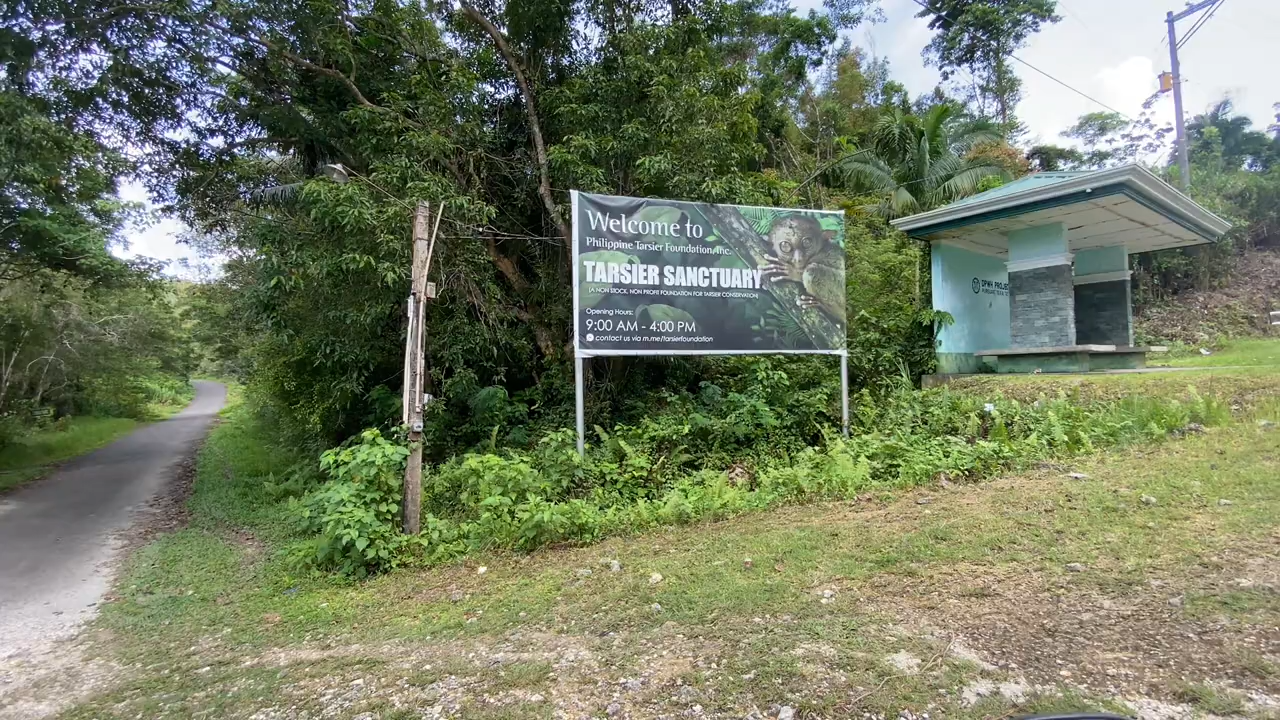 Welcome to
Philippine Tarsier Foundation, Inc.
TARSIER SANCTUARY
(A NON STOCK, NON PROFIT FOUNDATION FOR TARSIER CONSERVATION)
Opening Hours:
9:00 AM - 4:00 PM
contact us via m.me/tarsierfoundation
DPWH PROJECT